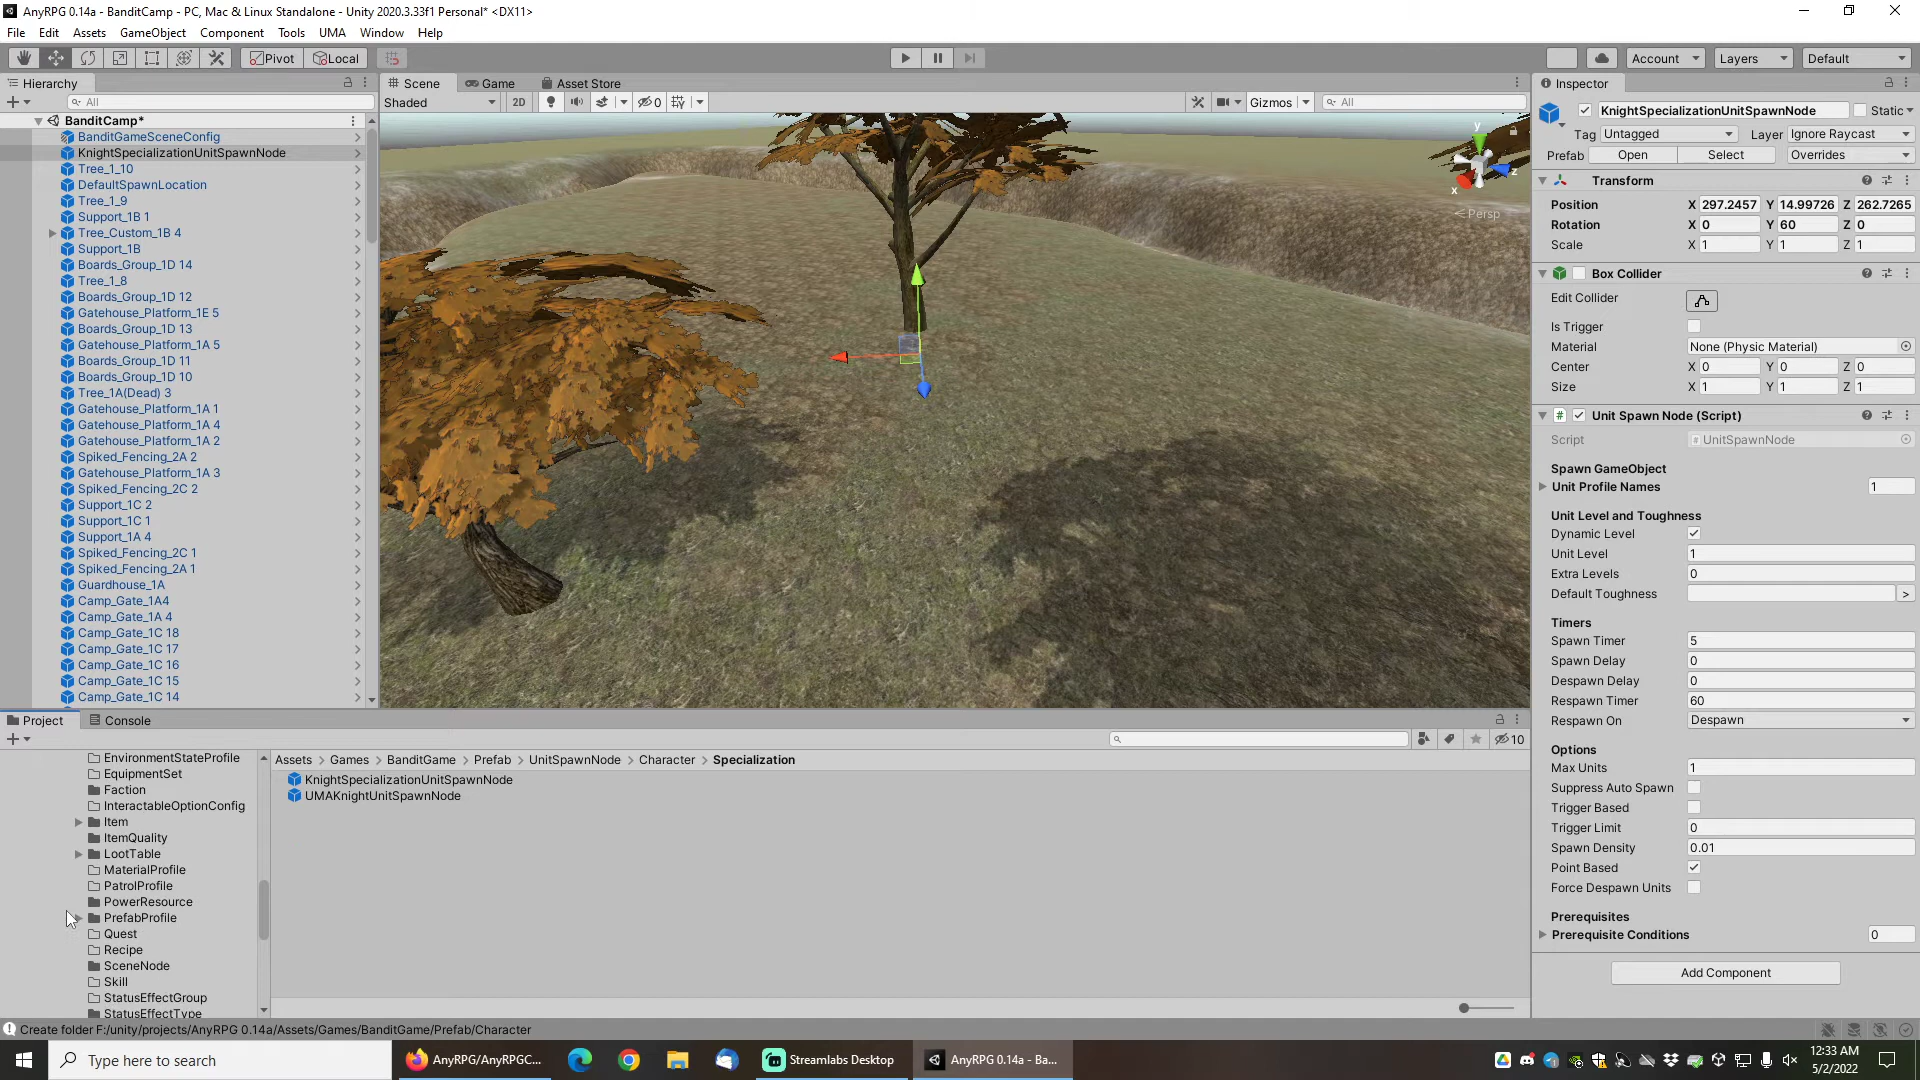 AnyRPG 0.14a - BanditCamp - PC, Mac & Linux Standalone - Unity 2020.3.33f1 Personal* <DX11>
File Edit Assets GameObject Component Tools UMA Window Help
Pivot Local Account Layers Default
Hierarchy
All
BanditCamp*
BanditGameSceneConfig
KnightSpecializationUnitSpawnNode
Tree_1_10
DefaultSpawnLocation
Tree_1_9
Support_1B 1
Tree_Custom_1B 4
Support_1B
Boards_Group_1D 14
Tree_1_8
Boards_Group_1D 12
Gatehouse_Platform_1E 5
Boards_Group_1D 13
Gatehouse_Platform_1A 5
Boards_Group_1D 11
Boards_Group_1D 10
Tree_1A(Dead) 3
Gatehouse_Platform_1A 1
Gatehouse_Platform_1A 4
Gatehouse_Platform_1A 2
Spiked_Fencing_2A 2
Gatehouse_Platform_1A 3
Spiked_Fencing_2C 2
Support_1C 2
Support_1C 1
Support_1A 4
Spiked_Fencing_2C 1
Spiked_Fencing_2A 1
Guardhouse_1A
Camp_Gate_1A4
Camp_Gate_1A 4
Camp_Gate_1C 18
Camp_Gate_1C 17
Camp_Gate_1C 16
Camp_Gate_1C 15
Camp_Gate_1C 14
Scene Game Asset Store
Shaded 2D 0 Gizmos All
y
x z
Persp
Inspector
KnightSpecializationUnitSpawnNode Static
Tag Untagged Layer Ignore Raycast
Prefab Open Select Overrides
Transform
Position X 297.2457 Y 14.99726 Z 262.7265
Rotation X 0 Y 60 Z 0
Scale X 1 Y 1 Z 1
Box Collider
Edit Collider
Is Trigger
Material None (Physic Material)
Center X 0 Y 0 Z 0
Size X 1 Y 1 Z 1
Unit Spawn Node (Script)
Script UnitSpawnNode
Spawn GameObject
Unit Profile Names 1
Unit Level and Toughness
Dynamic Level
Unit Level 1
Extra Levels 0
Default Toughness >
Timers
Spawn Timer 5
Spawn Delay 0
Despawn Delay 0
Respawn Timer 60
Respawn On Despawn
Options
Max Units 1
Suppress Auto Spawn
Trigger Based
Trigger Limit 0
Spawn Density 0.01
Point Based
Force Despawn Units
Prerequisites
Prerequisite Conditions 0
Add Component
Project Console
10
EnvironmentStateProfile
EquipmentSet
Faction
InteractableOptionConfig
Item
ItemQuality
LootTable
MaterialProfile
PatrolProfile
PowerResource
PrefabProfile
Quest
Recipe
SceneNode
Skill
StatusEffectGroup
StatusEffectType
Assets > Games > BanditGame > Prefab > UnitSpawnNode > Character > Specialization
KnightSpecializationUnitSpawnNode
UMAKnightUnitSpawnNode
Create folder F:/unity/projects/AnyRPG 0.14a/Assets/Games/BanditGame/Prefab/Character
Type here to search
AnyRPG/AnyRPGC...
Streamlabs Desktop
AnyRPG 0.14a - Ba...
12:33 AM
5/2/2022